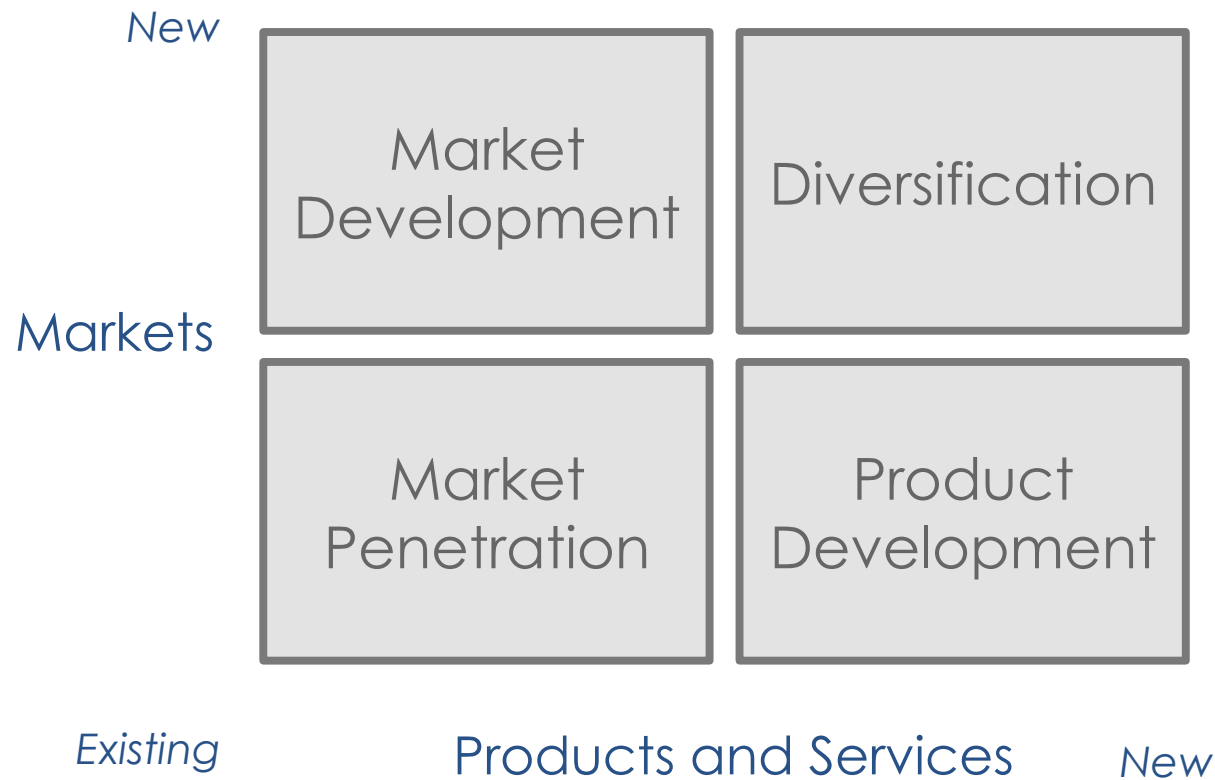 New
Market
Development
Diversification
Markets
Market
Penetration
Product
Development
Existing
Products and Services
New